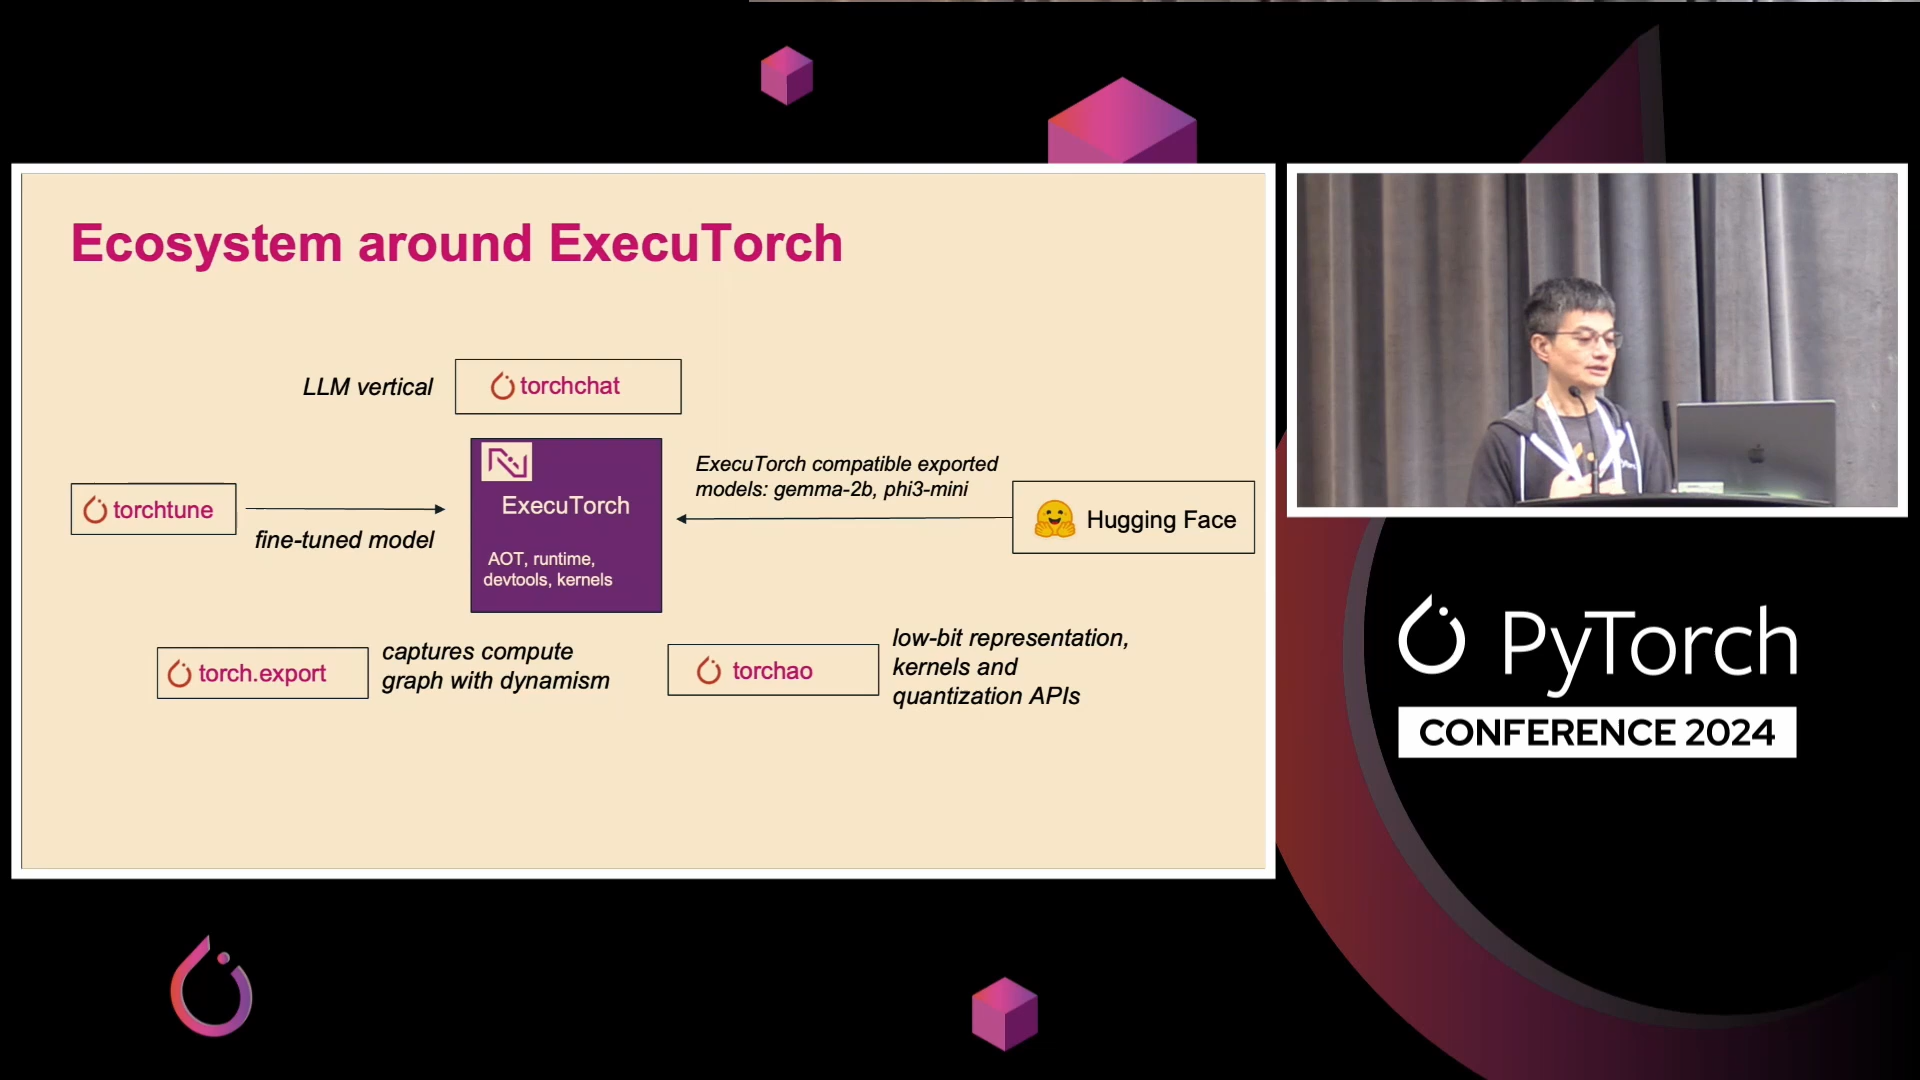 Ecosystem around ExecuTorch
LLM vertical
torchchat
ExecuTorch
AOT, runtime,
devtools, kernels
torchtune
fine-tuned model
ExecuTorch compatible exported
models: gemma-2b, phi3-mini
Hugging Face
torch.export
captures compute
graph with dynamism
torchao
low-bit representation,
kernels and
quantization APIs
PyTorch
CONFERENCE 2024